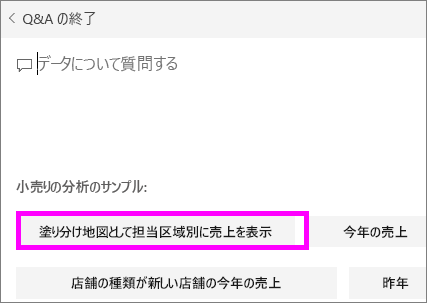 Q&A の終了
データについて質問する
小売りの分析のサンプル:
塗り分け地図として担当区域別に売上を表示
今年の売上
店舗の種類が新しい店舗の今年の売上
昨年